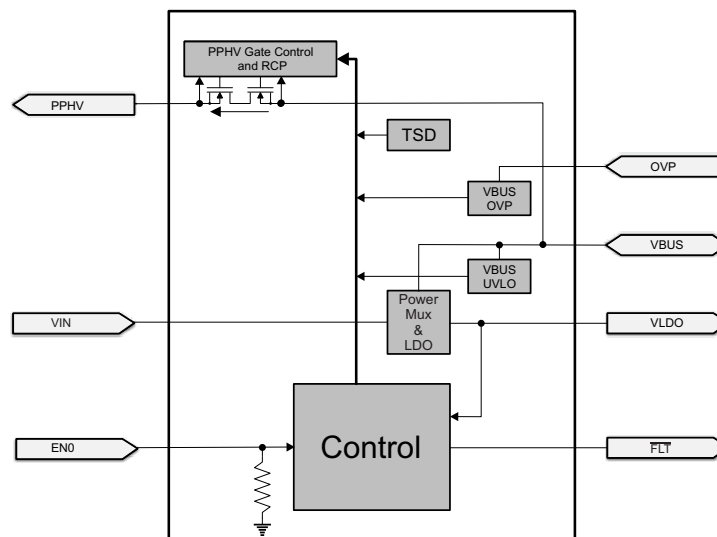 PPHV Gate Control
and RCP
PPHV
TSD
OVP
VBUS
OVP
VBUS
VBUS
UVLO
Power
Mux
&
LDO
VIN
VLDO
Control
EN0
FLT